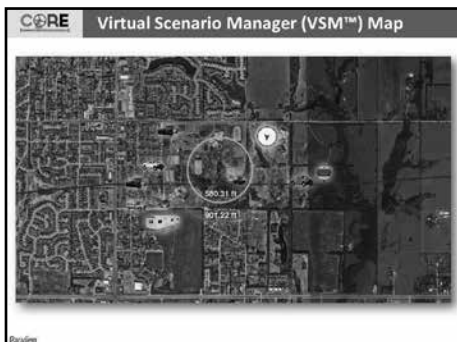 CORE
Virtual Scenario Manager (VSM™) Map
Y
580.31 ft
901.22 ft